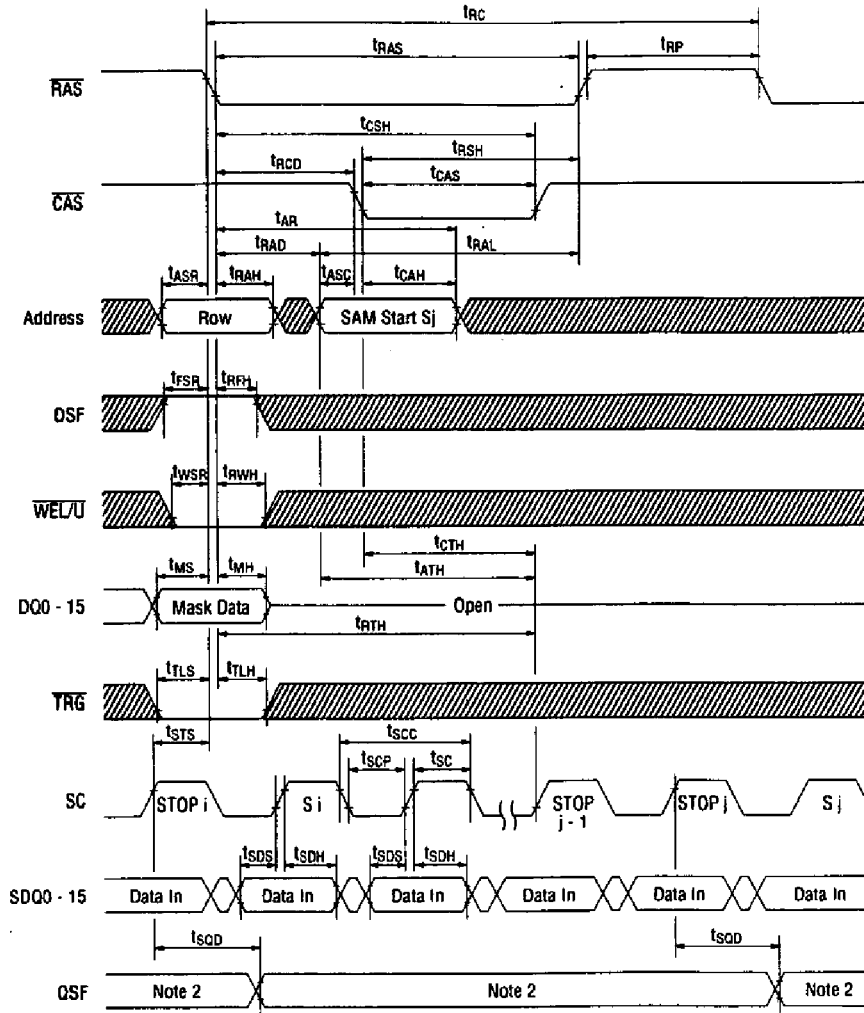 tRC
tRAS tRP
RAS
tCSH
tRCD tRSH
tCAS
CAS
tAR
tRAD tRAL
tASR tRAH tASC tCAH
Address Row SAM Start Sj
tFSR tRFH
DSF
tWSR tRWH
WEL/U
tCTH
tMS tMH tATH
DQ0 - 15 Mask Data Open
tRTH
tTLS tTLH
TRG
tSTS tSCC
tSCP tSC
SC STOP i S i STOP j - 1 STOP j S j
tSDS tSDH tSDS tSDH
SDQ0 - 15 Data In Data In Data In Data In Data In Data In
tSQD tSQD
QSF Note 2 Note 2 Note 2